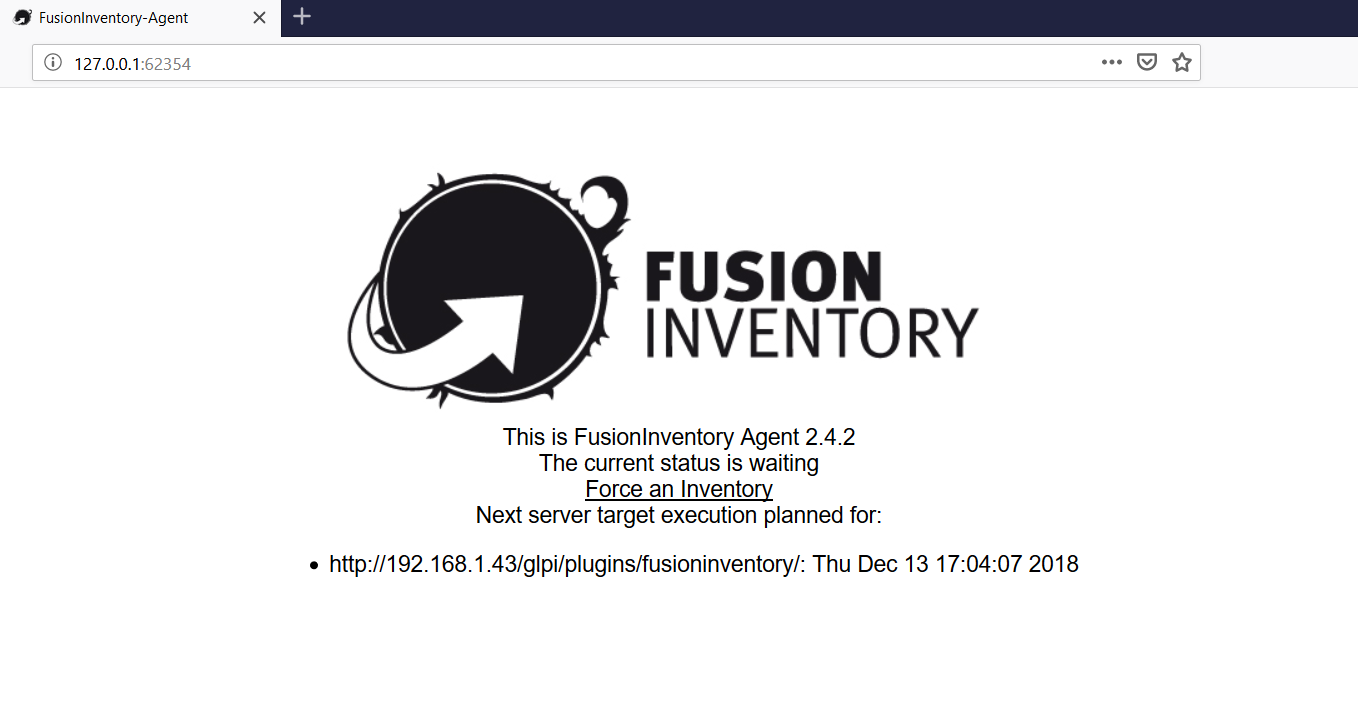 FusionInventory-Agent
127.0.0.1:62354
FUSION
INVENTORY
This is FusionInventory Agent 2.4.2
The current status is waiting
Force an Inventory
Next server target execution planned for:
http://192.168.1.43/glpi/plugins/fusioninventory/: Thu Dec 13 17:04:07 2018